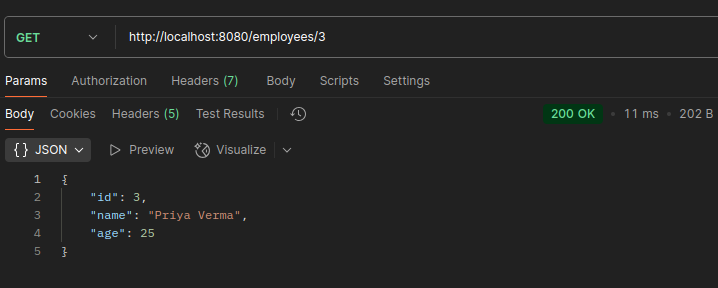 GET http://localhost:8080/employees/3
Params Authorization Headers (7) Body Scripts Settings
Body Cookies Headers (5) Test Results 200 OK • 11 ms • 202 B
{} JSON Preview Visualize
1 {
2 "id": 3,
3 "name": "Priya Verma",
4 "age": 25
5 }